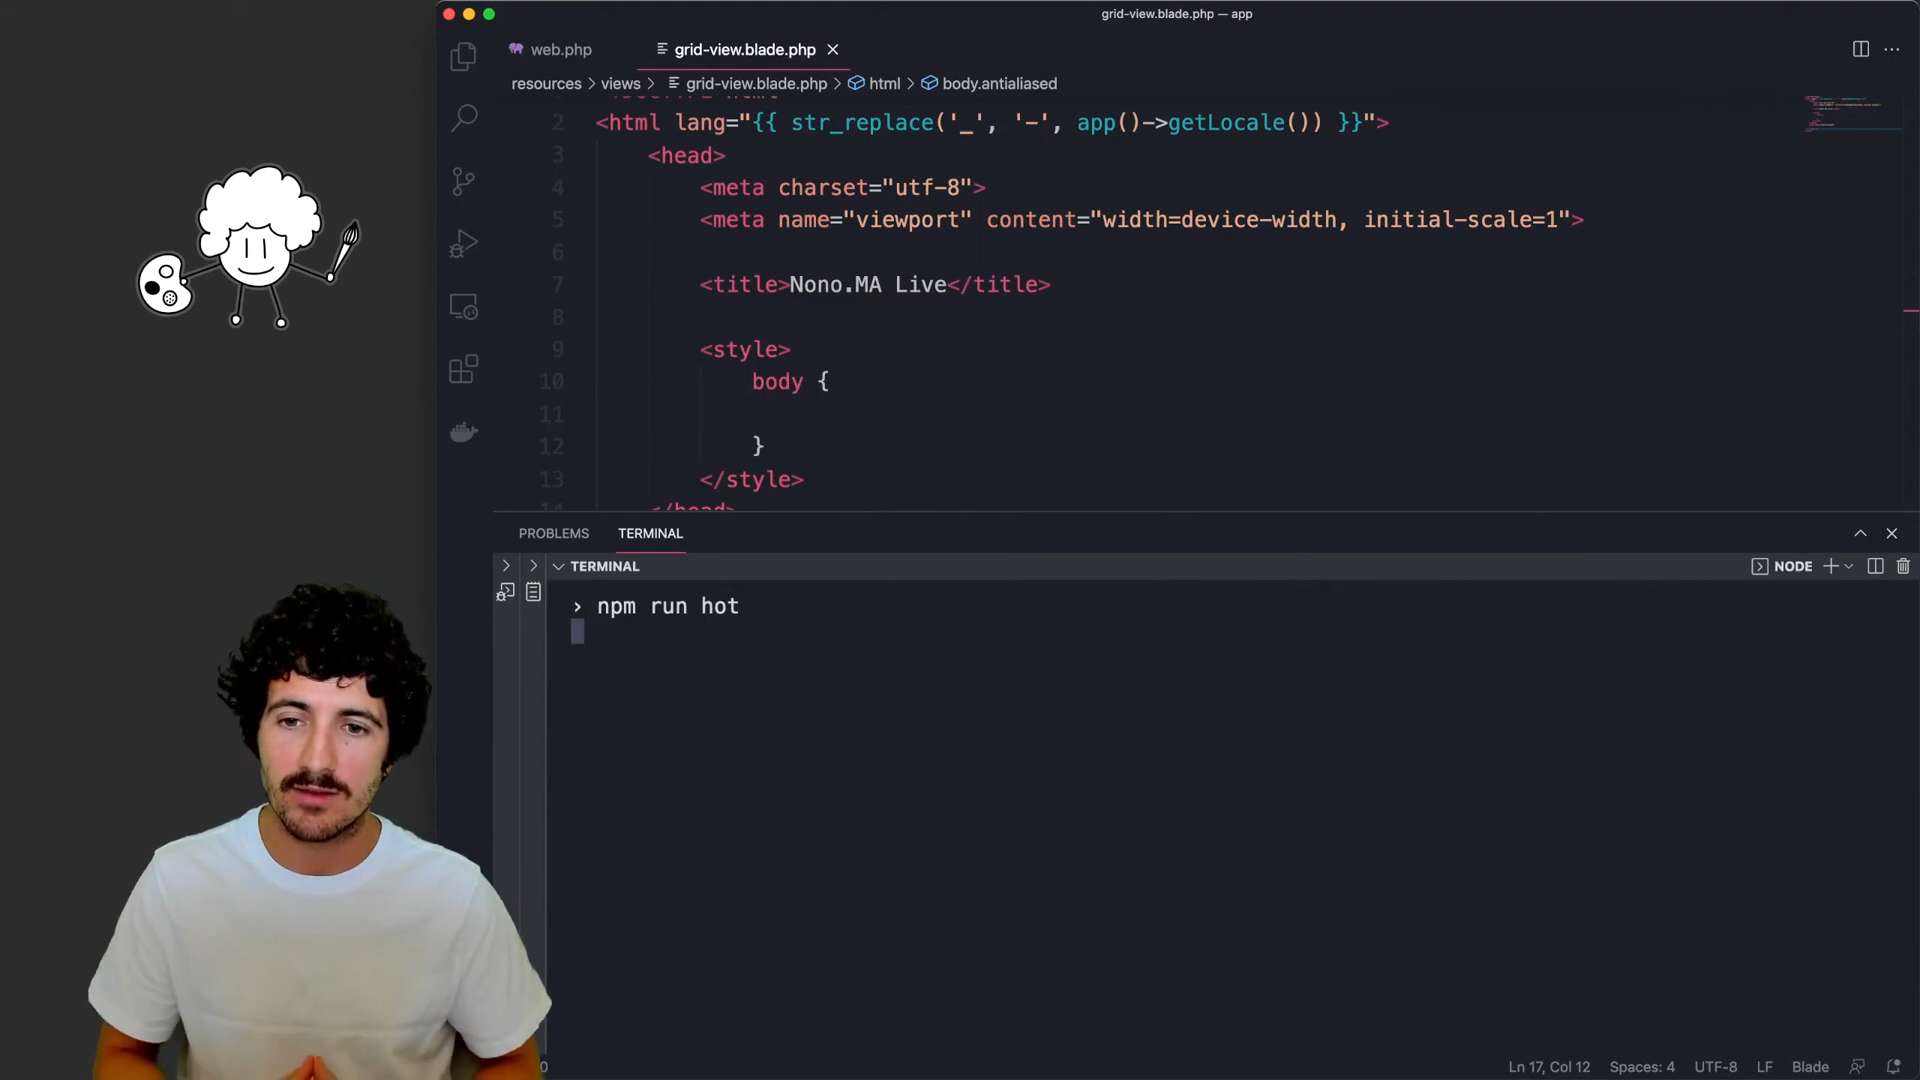 grid-view.blade.php — app
web.php
grid-view.blade.php
resources > views > grid-view.blade.php > html > body.antialiased
2 <html lang="{{ str_replace('_', '-', app()->getLocale()) }}">
3 <head>
4 <meta charset="utf-8">
5 <meta name="viewport" content="width=device-width, initial-scale=1">
6
7 <title>Nono.MA Live</title>
8
9 <style>
10 body {
11
12 }
13 </style>
PROBLEMS TERMINAL
TERMINAL
NODE
› npm run hot
0
Ln 17, Col 12 Spaces: 4 UTF-8 LF Blade